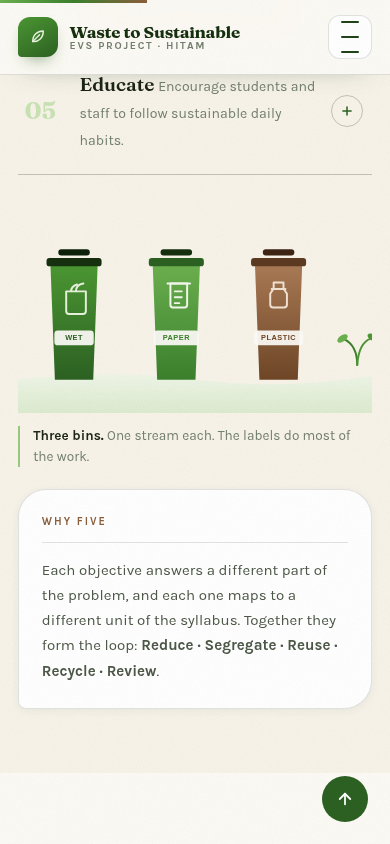 Waste to Sustainable
EVS PROJECT · HITAM
05
Educate Encourage students and
staff to follow sustainable daily
habits.
+
WET
PAPER
PLASTIC
Three bins. One stream each. The labels do most of
the work.
WHY FIVE
Each objective answers a different part of
the problem, and each one maps to a
different unit of the syllabus. Together they
form the loop: Reduce · Segregate · Reuse ·
Recycle · Review.